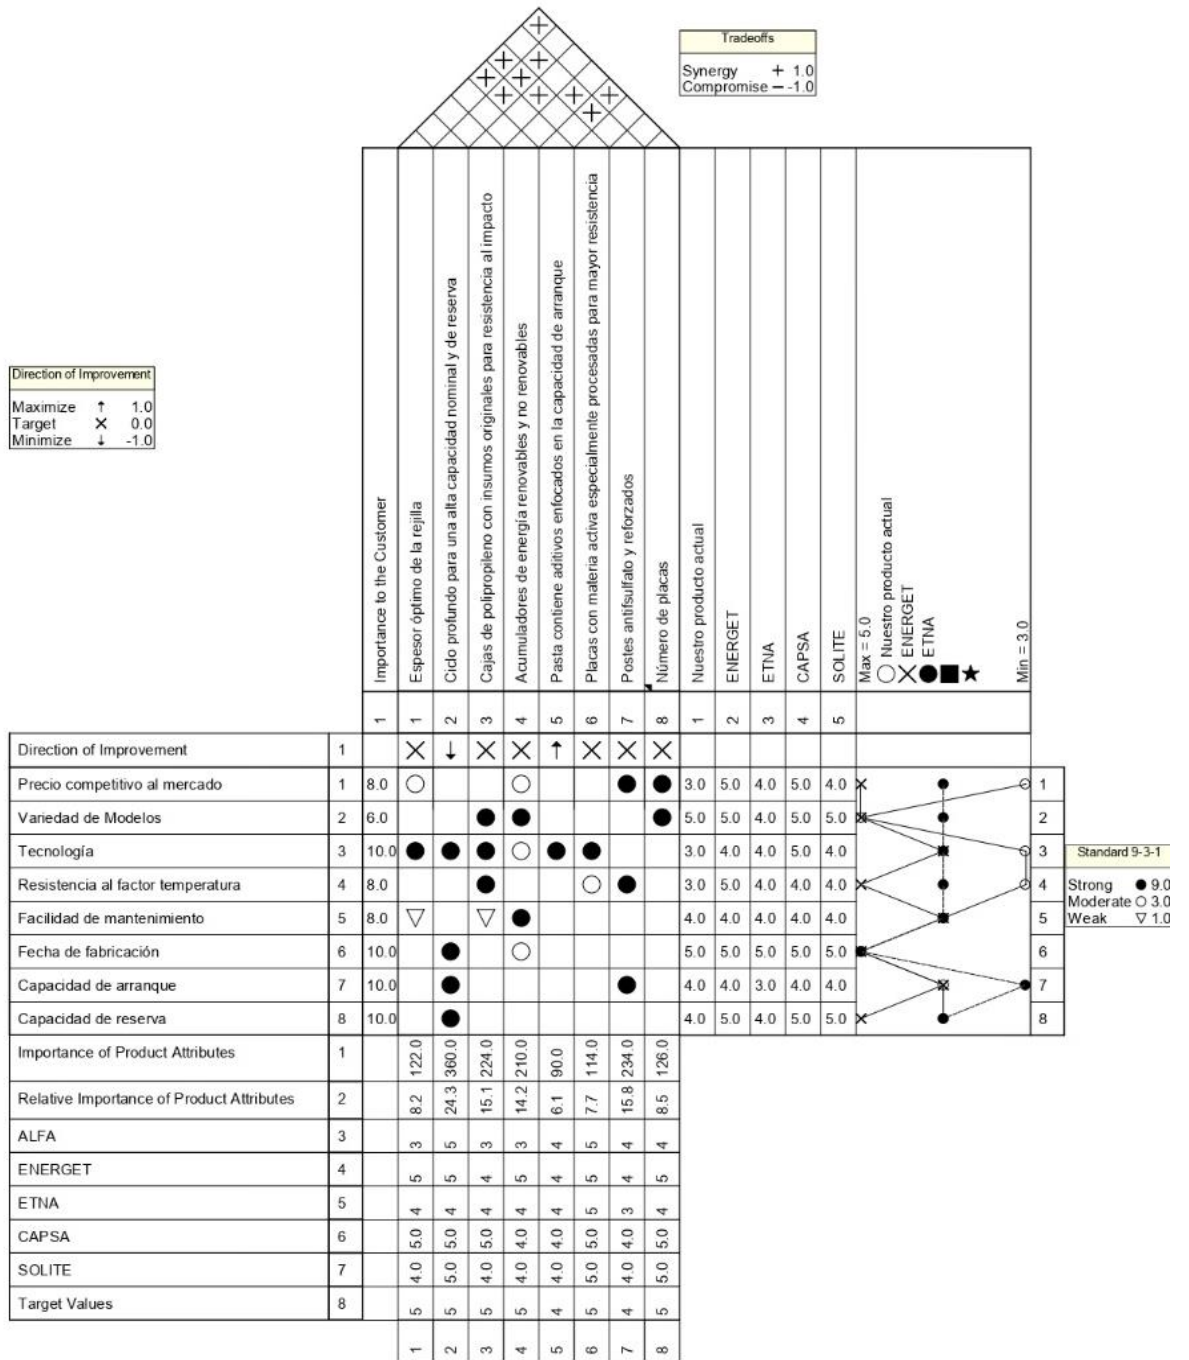 Tradeoffs
Synergy + 1.0
Compromise − -1.0
Direction of Improvement
Maximize ↑ 1.0
Target × 0.0
Minimize ↓ -1.0
Importance to the Customer
Espesor óptimo de la rejilla
Ciclo profundo para una alta capacidad nominal y de reserva
Cajas de polipropileno con insumos originales para resistencia al impacto
Acumuladores de energía renovables y no renovables
Pasta contiene aditivos enfocados en la capacidad de arranque
Placas con materia activa especialmente procesadas para mayor resistencia
Postes antifsulfato y reforzados
Número de placas
Nuestro producto actual
ENERGET
ETNA
CAPSA
SOLITE
Max = 5.0
Nuestro producto actual
ENERGET
ETNA
Min = 3.0
1 1 2 3 4 5 6 7 8 1 2 3 4 5
Direction of Improvement 1
Precio competitivo al mercado 1 8.0 3.0 5.0 4.0 5.0 4.0 1
Variedad de Modelos 2 6.0 5.0 5.0 4.0 5.0 5.0 2
Tecnología 3 10.0 3.0 4.0 4.0 5.0 4.0 3
Resistencia al factor temperatura 4 8.0 3.0 5.0 4.0 4.0 4.0 4
Facilidad de mantenimiento 5 8.0 4.0 4.0 4.0 4.0 4.0 5
Fecha de fabricación 6 10.0 5.0 5.0 5.0 5.0 5.0 6
Capacidad de arranque 7 10.0 4.0 4.0 3.0 4.0 4.0 7
Capacidad de reserva 8 10.0 4.0 5.0 4.0 5.0 5.0 8
Standard 9-3-1
Strong ● 9.0
Moderate ○ 3.0
Weak ▽ 1.0
Importance of Product Attributes 1 122.0 360.0 224.0 210.0 90.0 114.0 234.0 126.0
Relative Importance of Product Attributes 2 8.2 24.3 15.1 14.2 6.1 7.7 15.8 8.5
ALFA 3 3 5 3 3 4 5 4 4
ENERGET 4 5 5 4 5 4 5 4 5
ETNA 5 4 4 4 4 4 5 3 4
CAPSA 6 5.0 5.0 5.0 4.0 4.0 5.0 4.0 5.0
SOLITE 7 4.0 5.0 4.0 4.0 4.0 5.0 4.0 5.0
Target Values 8 5 5 5 5 4 5 4 5
1 2 3 4 5 6 7 8